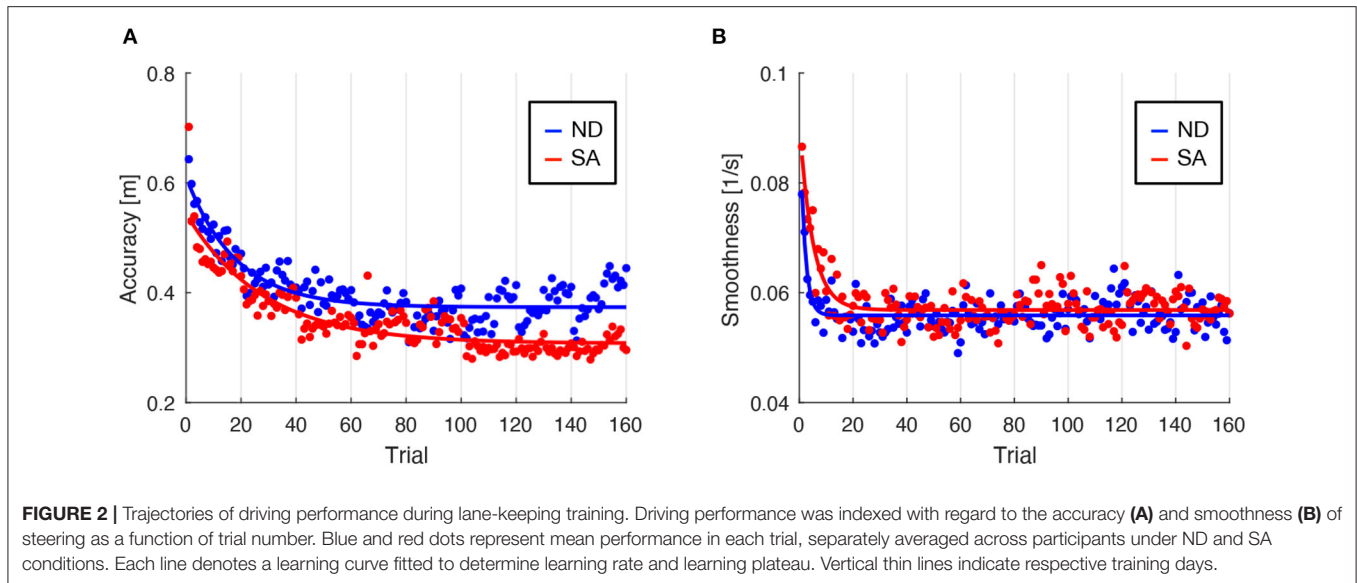 A
B
0.8
0.6
0.4
0.2
Accuracy [m]
ND
SA
0 20 40 60 80 100 120 140 160
Trial
0.1
0.08
0.06
0.04
Smoothness [1/s]
ND
SA
0 20 40 60 80 100 120 140 160
Trial
FIGURE 2 | Trajectories of driving performance during lane-keeping training. Driving performance was indexed with regard to the accuracy (A) and smoothness (B) of
steering as a function of trial number. Blue and red dots represent mean performance in each trial, separately averaged across participants under ND and SA
conditions. Each line denotes a learning curve fitted to determine learning rate and learning plateau. Vertical thin lines indicate respective training days.